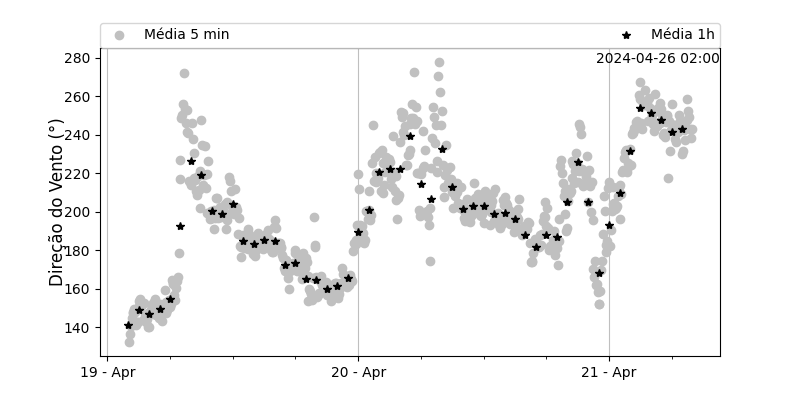 Média 5 min
Média 1h
2024-04-26 02:00
Direção do Vento (°)
280
260
240
220
200
180
160
140
19 - Apr
20 - Apr
21 - Apr